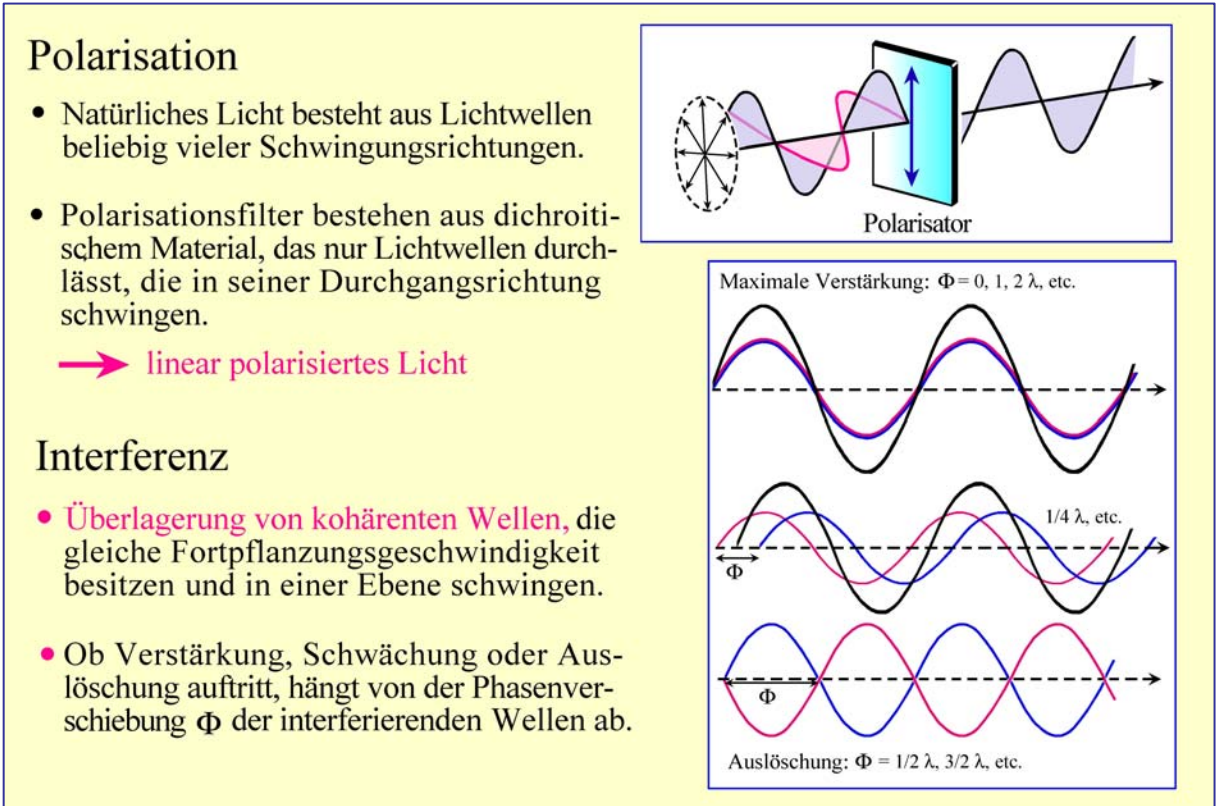 Polarisation
• Natürliches Licht besteht aus Lichtwellen
beliebig vieler Schwingungsrichtungen.
• Polarisationsfilter bestehen aus dichroiti-
schem Material, das nur Lichtwellen durch-
lässt, die in seiner Durchgangsrichtung
schwingen.
linear polarisiertes Licht
Polarisator
Interferenz
• Überlagerung von kohärenten Wellen, die
gleiche Fortpflanzungsgeschwindigkeit
besitzen und in einer Ebene schwingen.
• Ob Verstärkung, Schwächung oder Aus-
löschung auftritt, hängt von der Phasenver-
schiebung Φ der interferierenden Wellen ab.
Maximale Verstärkung: Φ = 0, 1, 2 λ, etc.
1/4 λ, etc.
Φ
Φ
Auslöschung: Φ = 1/2 λ, 3/2 λ, etc.